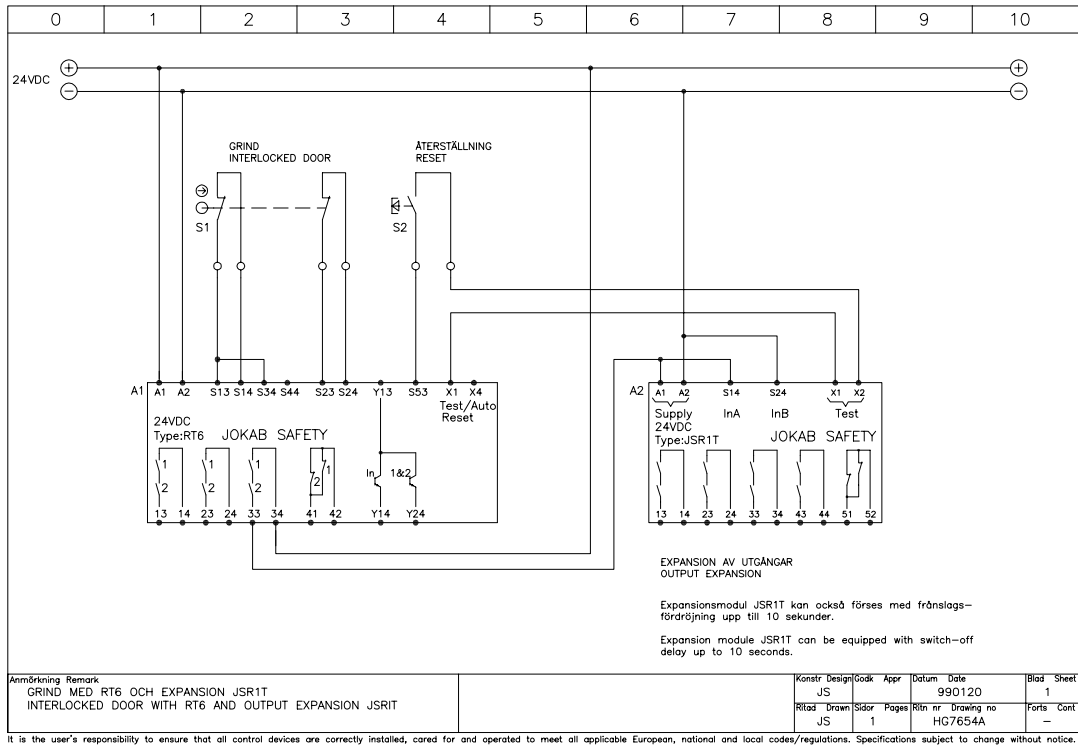 0 1 2 3 4 5 6 7 8 9 10
+ +
24VDC
− −
GRIND
INTERLOCKED DOOR
ÅTERSTÄLLNING
RESET
S1 S2
A1 A1 A2 S13 S14 S34 S44 S23 S24 Y13 S53 X1 X4
Test/Auto
Reset
24VDC
Type:RT6 JOKAB SAFETY
1 1 1 1 In 1&2
2 2 2 2
13 14 23 24 33 34 41 42 Y14 Y24
A2 A1 A2 S14 S24 X1 X2
Supply InA InB Test
24VDC
Type:JSR1T JOKAB SAFETY
13 14 23 24 33 34 43 44 51 52
EXPANSION AV UTGÅNGAR
OUTPUT EXPANSION
Expansionsmodul JSR1T kan också förses med frånslags−
fördröjning upp till 10 sekunder.
Expansion module JSR1T can be equipped with switch−off
delay up to 10 seconds.
Anmörkning Remark
GRIND MED RT6 OCH EXPANSION JSR1T
INTERLOCKED DOOR WITH RT6 AND OUTPUT EXPANSION JSRIT
Konstr Design Godk Appr Datum Date Blad Sheet
JS 990120 1
Ritad Drawn Sidor Pages Ritn nr Drawing no Forts Cont
JS 1 HG7654A −
It is the user's responsibility to ensure that all control devices are correctly installed, cared for and operated to meet all applicable European, national and local codes/regulations. Specifications subject to change without notice.